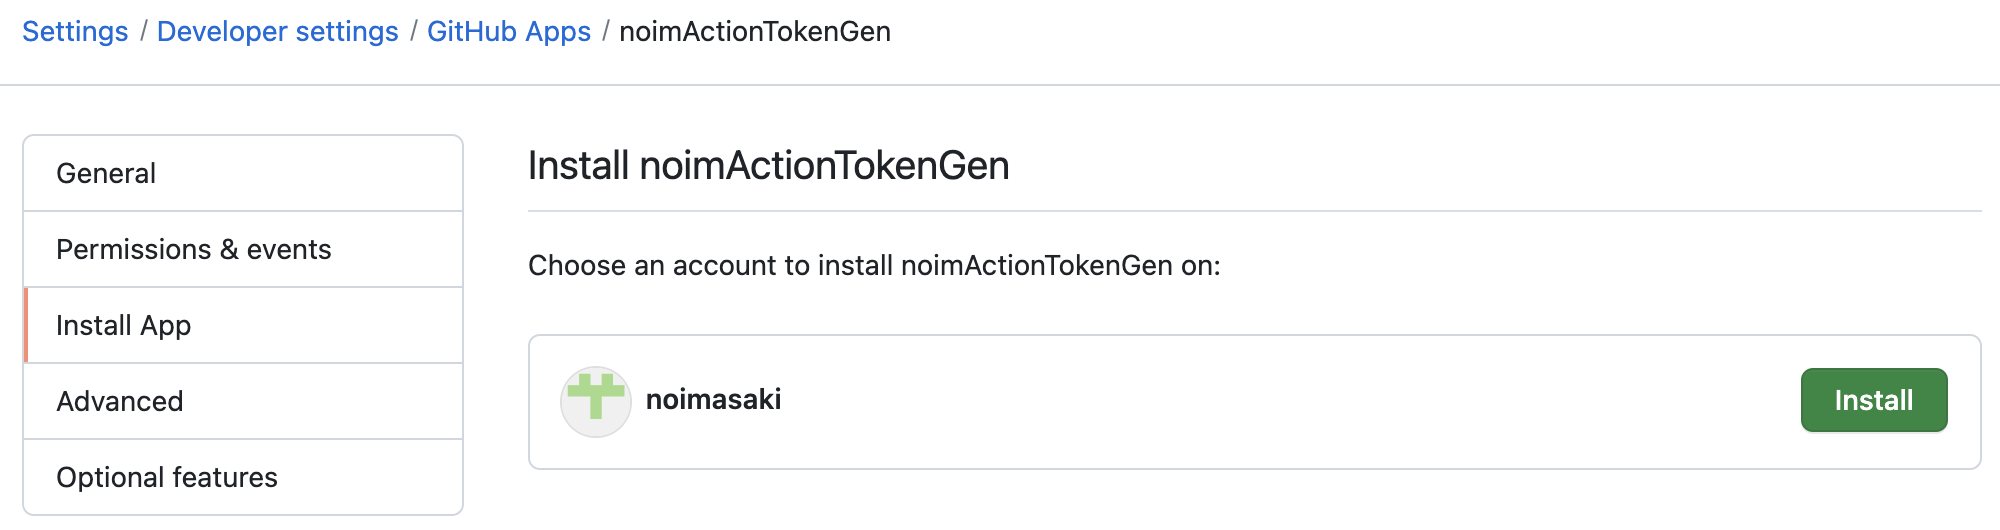 Settings / Developer settings / GitHub Apps / noimActionTokenGen
General
Permissions & events
Install App
Advanced
Optional features
Install noimActionTokenGen
Choose an account to install noimActionTokenGen on:
noimasaki
Install